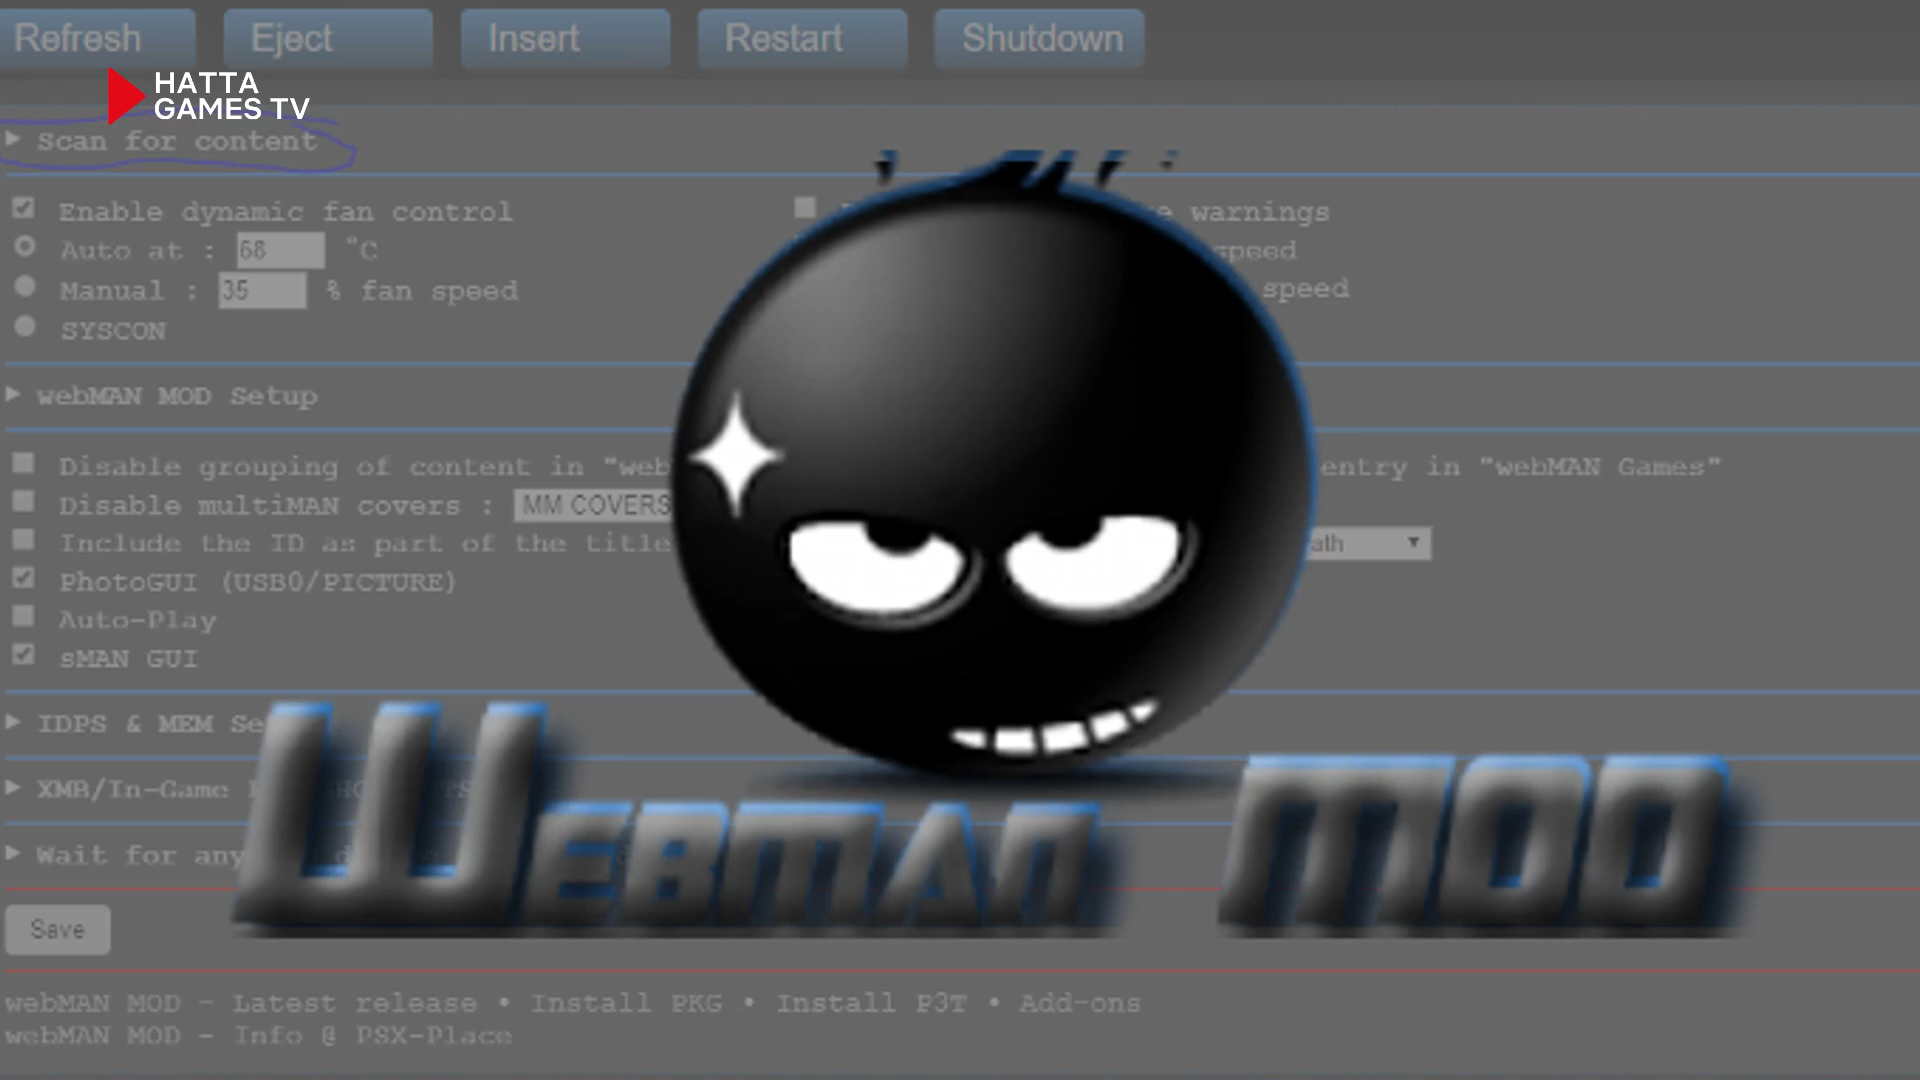 Refresh Eject Insert Restart Shutdown
HATTA
GAMES TV
Scan for content
Enable dynamic fan control
warnings
Auto at : 68 °C
speed
Manual : 35 % fan speed
speed
SYSCON
webMAN MOD Setup
Disable grouping of content in "web
entry in "webMAN Games"
Disable multiMAN covers : MM COVERS
Include the ID as part of the title
PhotoGUI (USB0/PICTURE)
Auto-Play
sMAN GUI
IDPS & MEM Se
XMB/In-Game
Wait for any
Webman MOD
Save
webMAN MOD - Latest release • Install PKG • Install P3T • Add-ons
webMAN MOD - Info @ PSX-Place